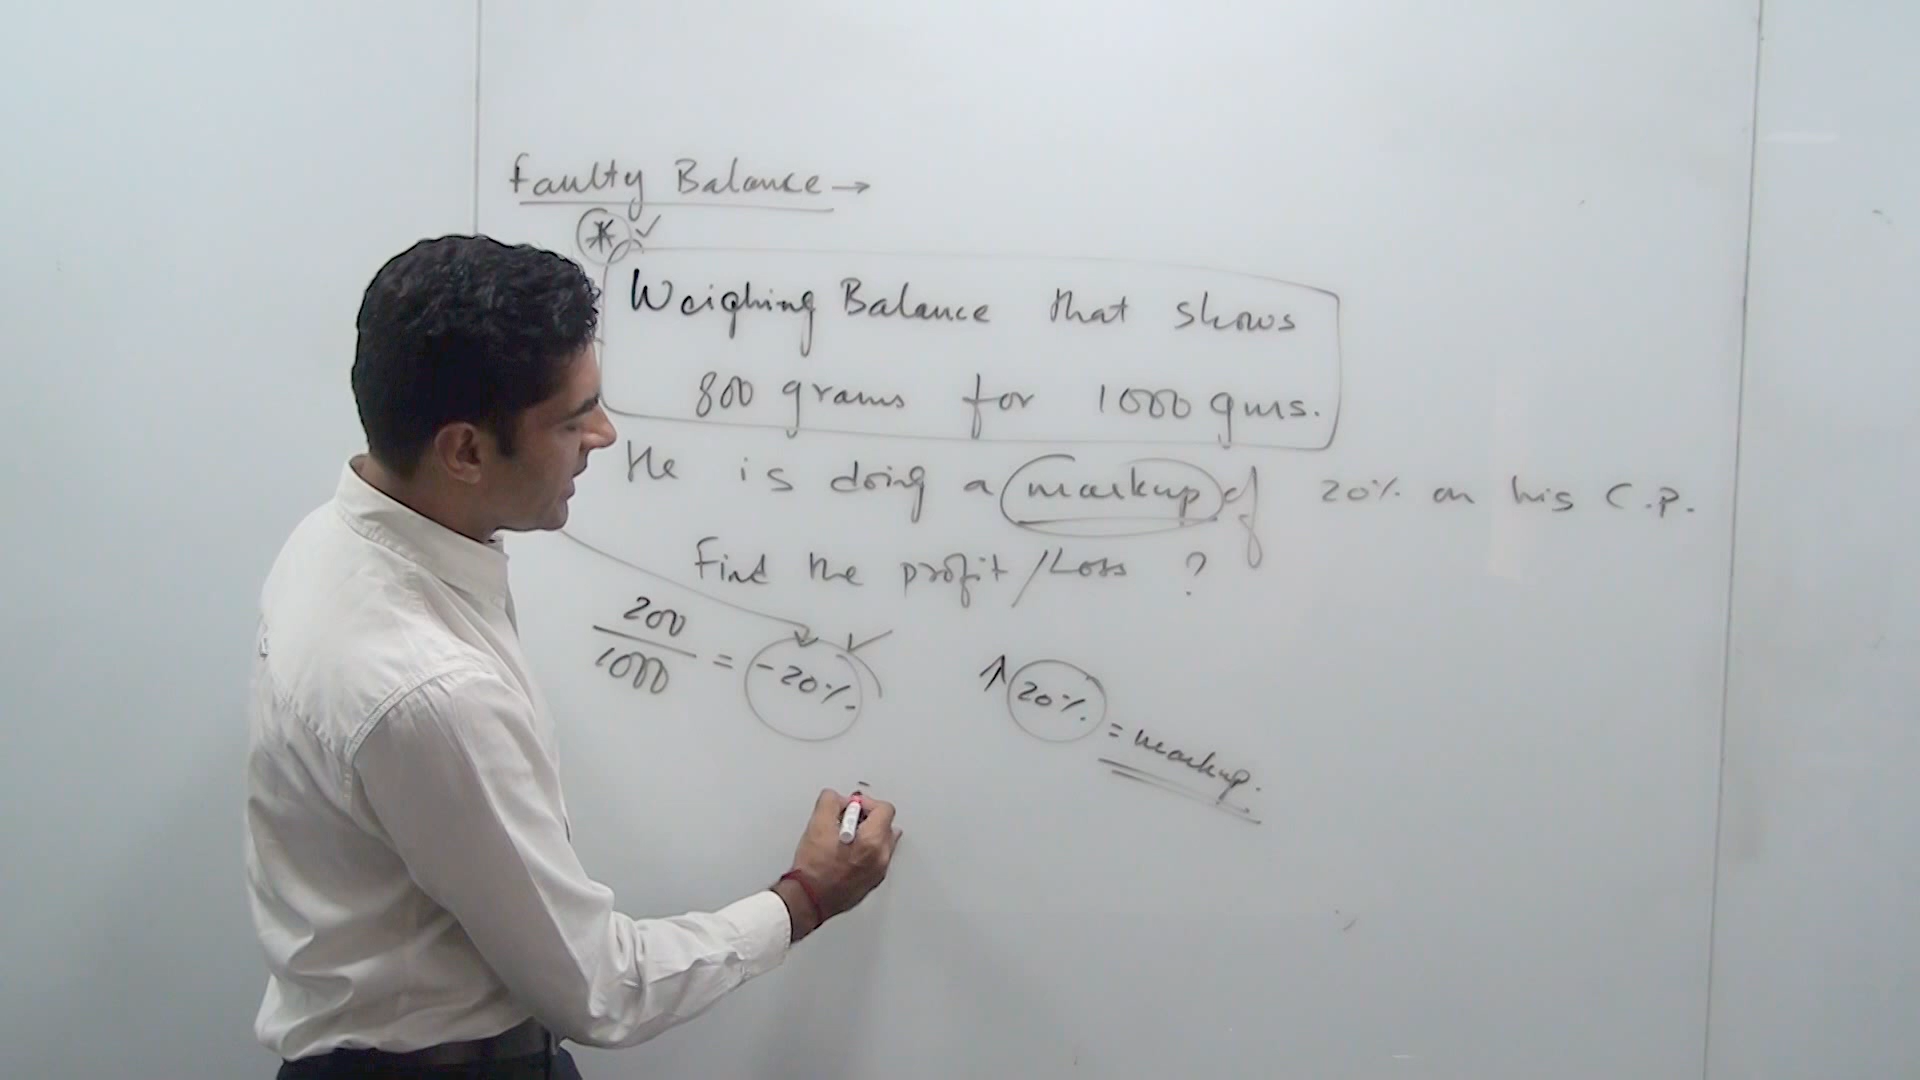 Faulty Balance →
* ✓
Weighing Balance that shows
800 grams for 1000 gms.
He is doing a markup of 20% on his C.P.
Find the profit/Loss ?
200
1000 = -20% ✓
↑ 20% = markup.
-